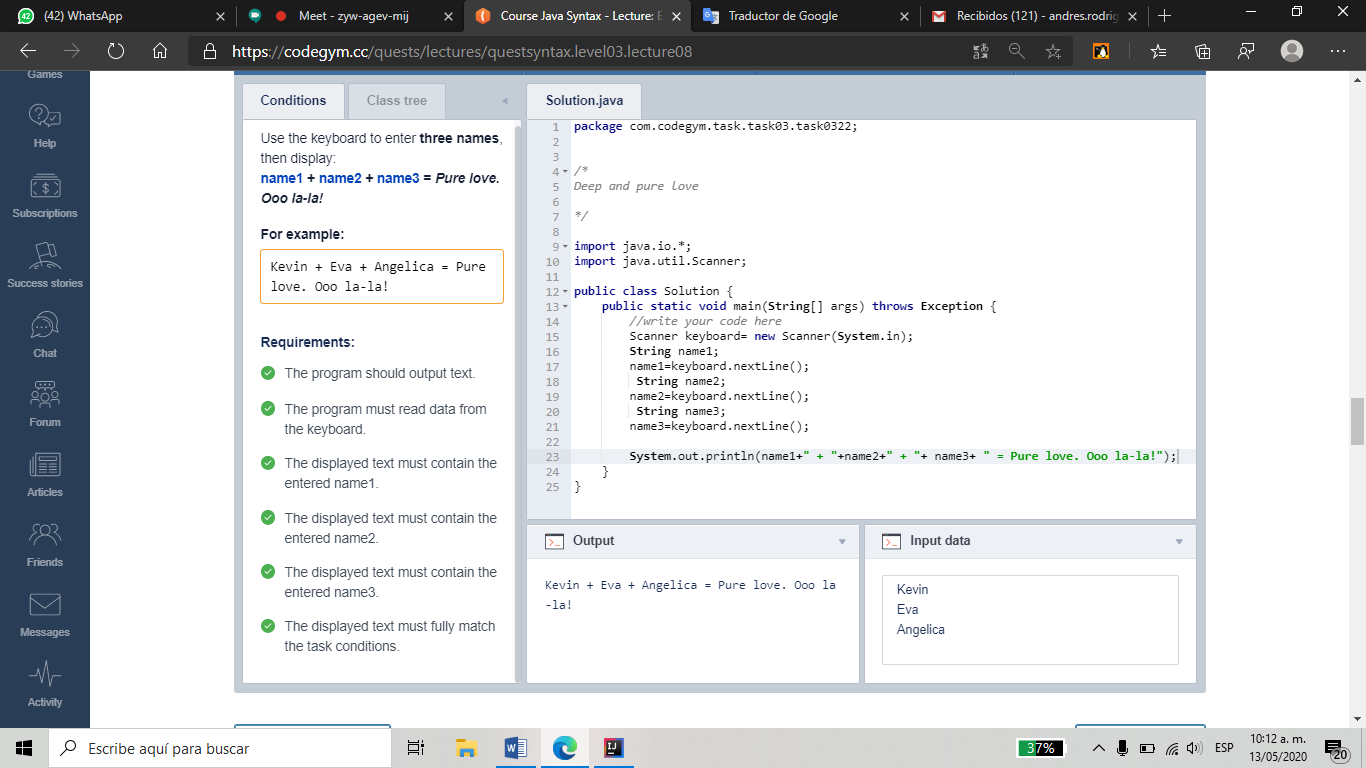 (42) WhatsApp
Meet - zyw-agev-mij
Course Java Syntax - Lecture: E
Traductor de Google
Recibidos (121) - andres.rodrig
https://codegym.cc/quests/lectures/questsyntax.level03.lecture08
Games
Help
Subscriptions
Success stories
Chat
Forum
Articles
Friends
Messages
Activity
Conditions
Class tree
Use the keyboard to enter three names,
then display:
name1 + name2 + name3 = Pure love.
Ooo la-la!
For example:
Kevin + Eva + Angelica = Pure
love. Ooo la-la!
Requirements:
The program should output text.
The program must read data from
the keyboard.
The displayed text must contain the
entered name1.
The displayed text must contain the
entered name2.
The displayed text must contain the
entered name3.
The displayed text must fully match
the task conditions.
Solution.java
1 package com.codegym.task.task03.task0322;
2
3
4 /*
5 Deep and pure love
6
7 */
8
9 import java.io.*;
10 import java.util.Scanner;
11
12 public class Solution {
13 public static void main(String[] args) throws Exception {
14 //write your code here
15 Scanner keyboard= new Scanner(System.in);
16 String name1;
17 name1=keyboard.nextLine();
18 String name2;
19 name2=keyboard.nextLine();
20 String name3;
21 name3=keyboard.nextLine();
22
23 System.out.println(name1+" + "+name2+" + "+ name3+ " = Pure love. Ooo la-la!");
24 }
25 }
Output
Kevin + Eva + Angelica = Pure love. Ooo la
-la!
Input data
Kevin
Eva
Angelica
Escribe aquí para buscar
37%
ESP
10:12 a. m.
13/05/2020
20